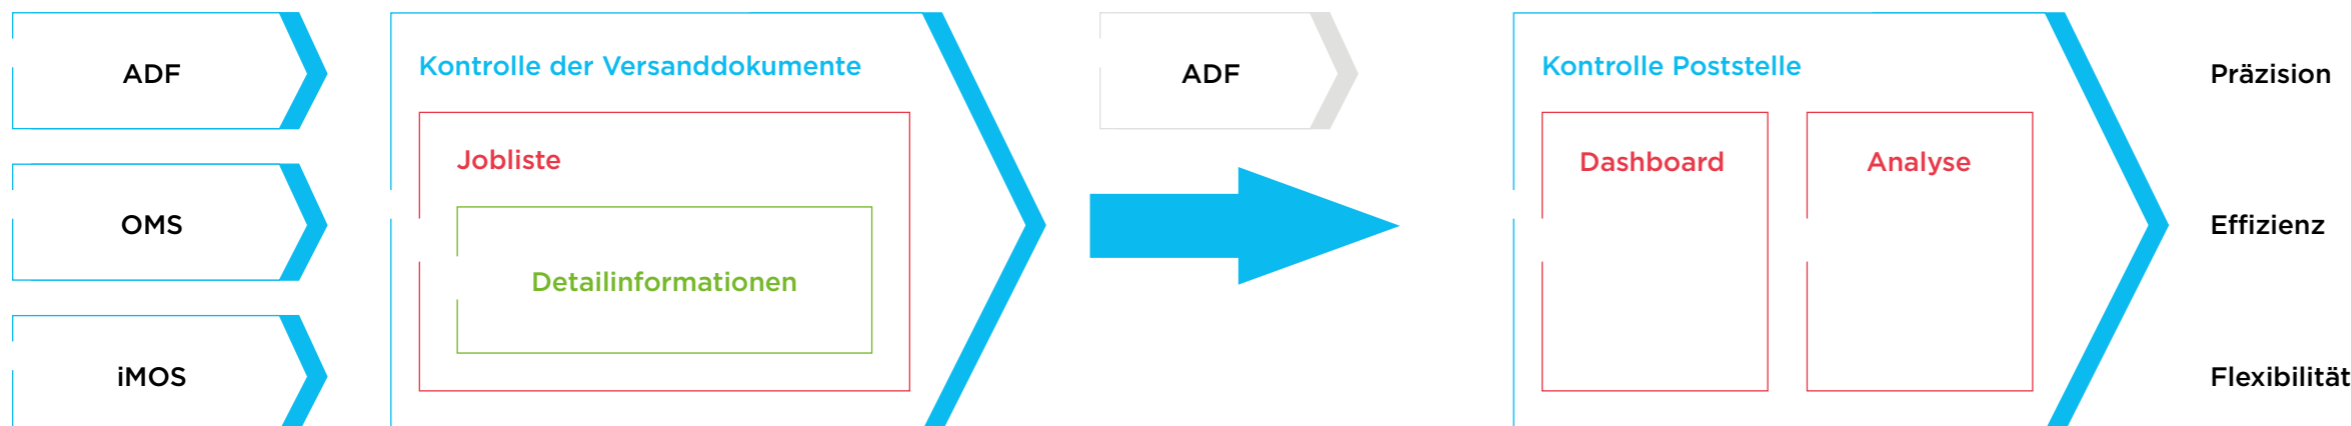 ADF
OMS
iMOS
Kontrolle der Versanddokumente
Jobliste
Detailinformationen
ADF
Kontrolle Poststelle
Dashboard
Analyse
Präzision
Effizienz
Flexibilität